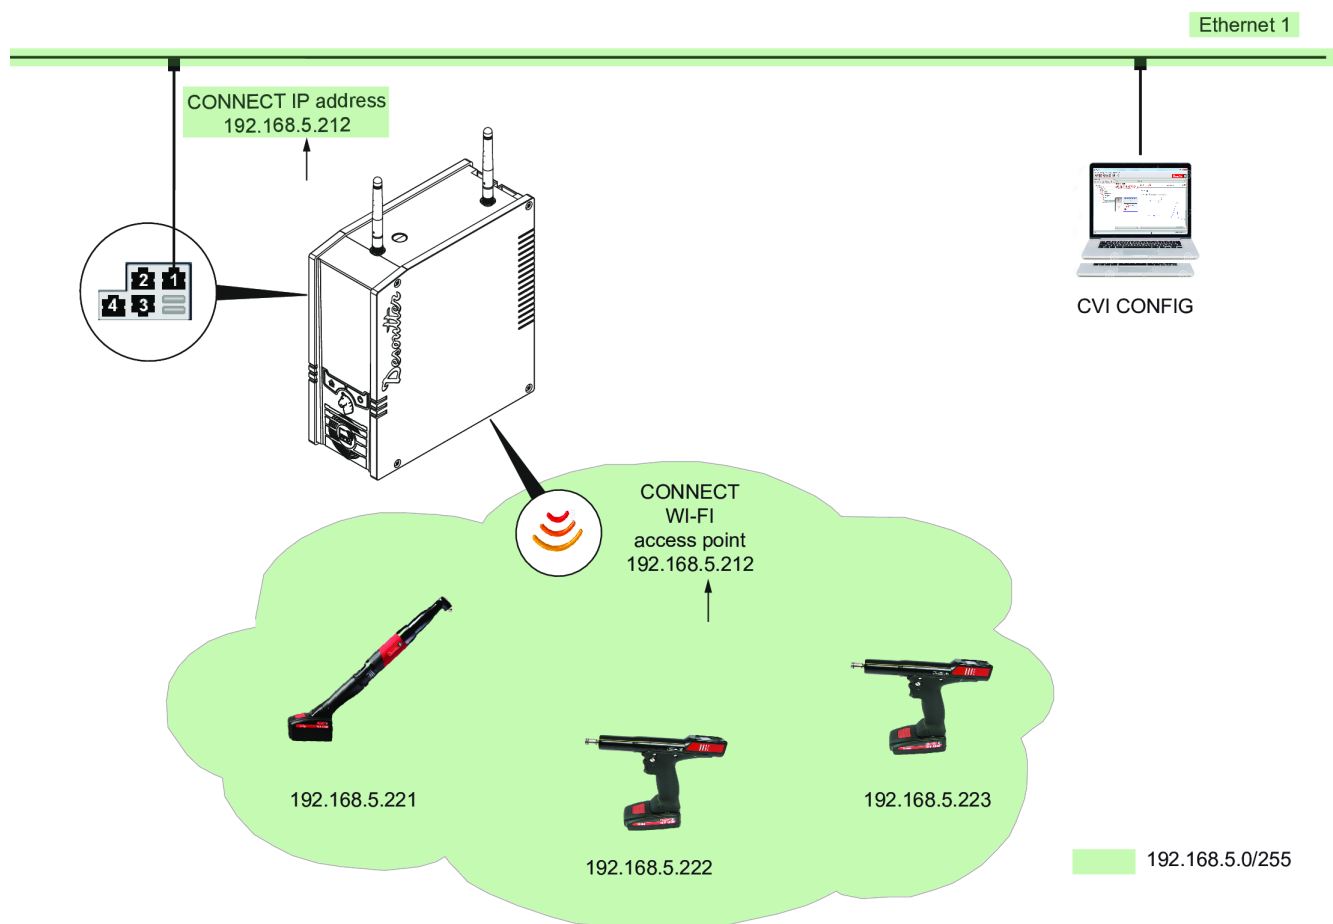 Ethernet 1
CONNECT IP address
192.168.5.212
2
1
4
3
Desoutter
CVI CONFIG
CONNECT
WI-FI
access point
192.168.5.212
192.168.5.221
192.168.5.222
192.168.5.223
192.168.5.0/255